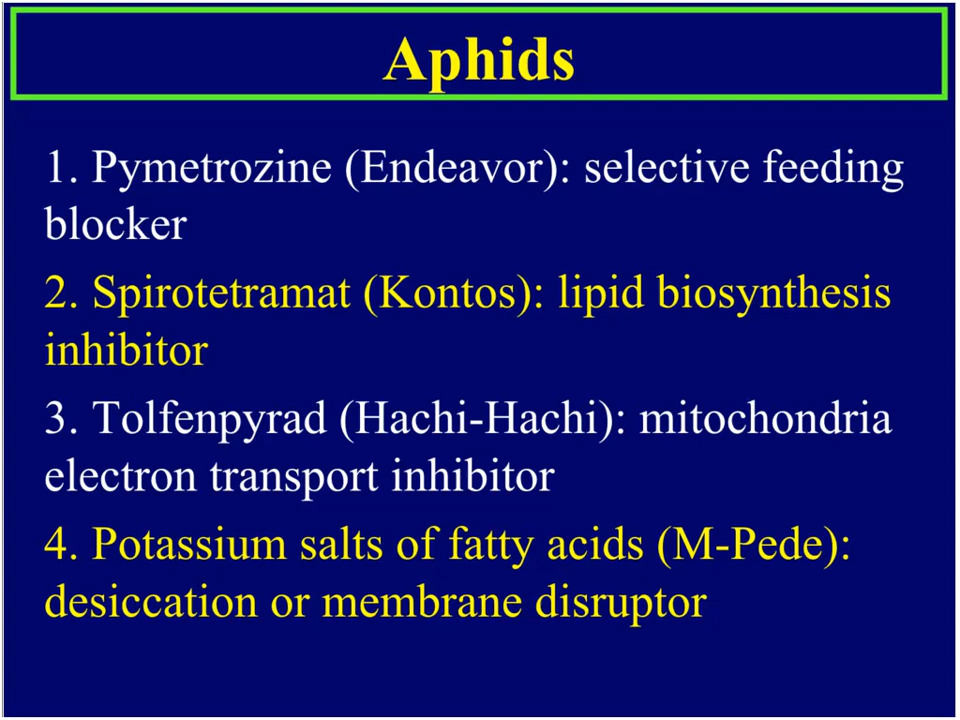 Aphids
1. Pymetrozine (Endeavor): selective feeding
blocker
2. Spirotetramat (Kontos): lipid biosynthesis
inhibitor
3. Tolfenpyrad (Hachi-Hachi): mitochondria
electron transport inhibitor
4. Potassium salts of fatty acids (M-Pede):
desiccation or membrane disruptor